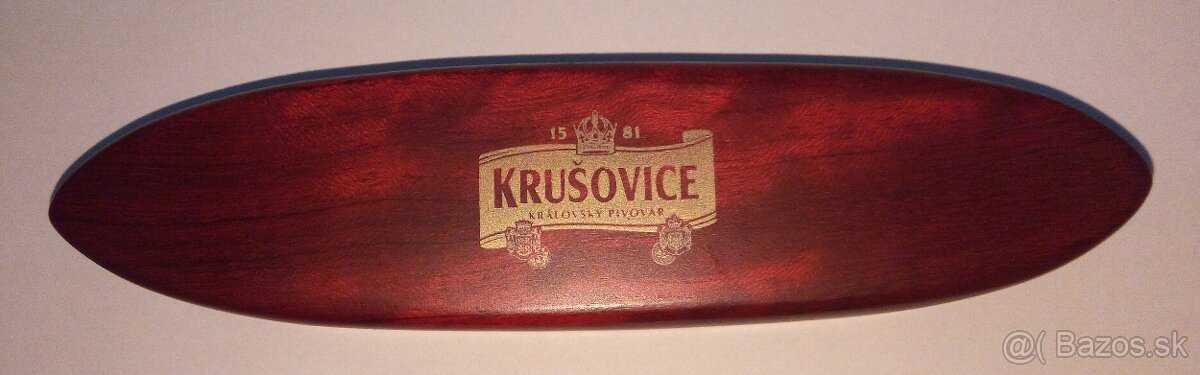 15 81
KRUŠOVICE
KRÁLOVSKÝ PIVOVAR
@( Bazos.sk